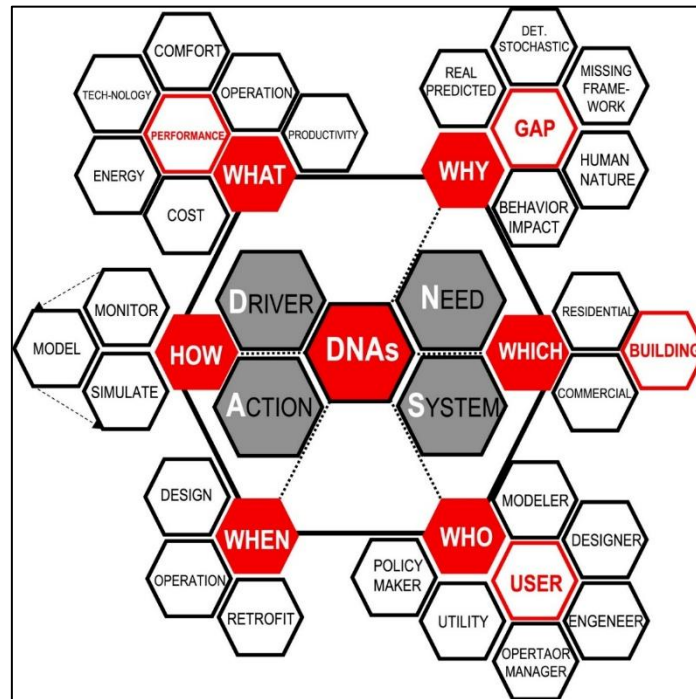 COMFORT
TECH-NOLOGY
OPERATION
PERFORMANCE
PRODUCTIVITY
ENERGY
WHAT
COST
DET.
STOCHASTIC
REAL
PREDICTED
MISSING
FRAME-
WORK
GAP
WHY
HUMAN
NATURE
BEHAVIOR
IMPACT
DRIVER
NEED
DNAs
ACTION
SYSTEM
MONITOR
MODEL
HOW
SIMULATE
RESIDENTIAL
WHICH
BUILDING
COMMERCIAL
DESIGN
WHEN
OPERATION
RETROFIT
MODELER
WHO
DESIGNER
POLICY
MAKER
USER
UTILITY
ENGENEER
OPERTAOR
MANAGER